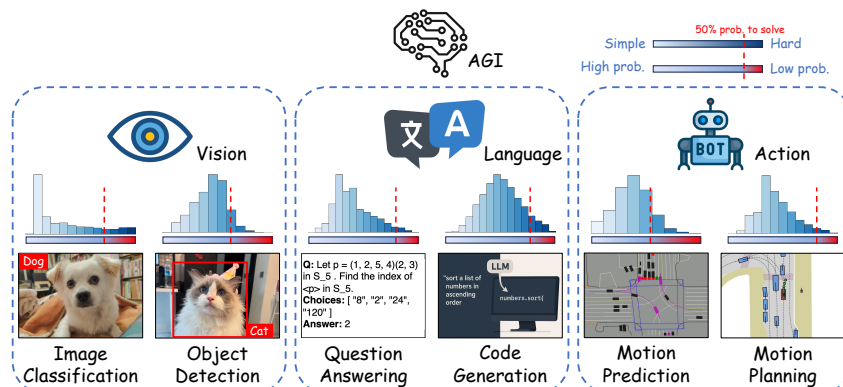 AGI
50% prob. to solve
Simple
Hard
High prob.
Low prob.
Vision
文
A
Language
BOT
Action
Dog
Cat
Q: Let p = (1, 2, 5, 4)(2, 3)
in S_5 . Find the index of
<p> in S_5.
Choices: [ "8", "2", "24",
"120" ]
Answer: 2
LLM
"sort a list of
numbers in
ascending
order
numbers.sort(
Image
Classification
Object
Detection
Question
Answering
Code
Generation
Motion
Prediction
Motion
Planning